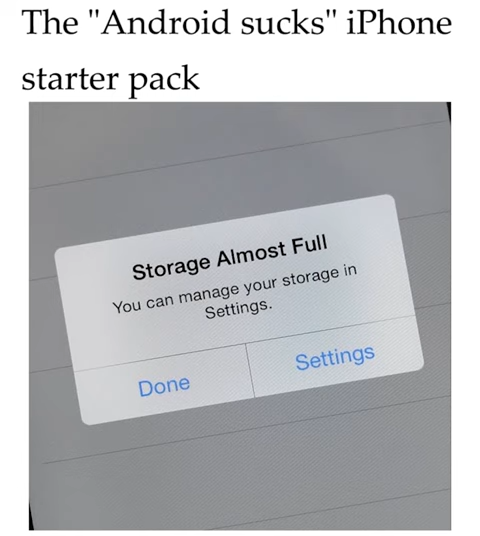 The "Android sucks" iPhone
starter pack
Storage Almost Full
You can manage your storage in
Settings.
Done
Settings